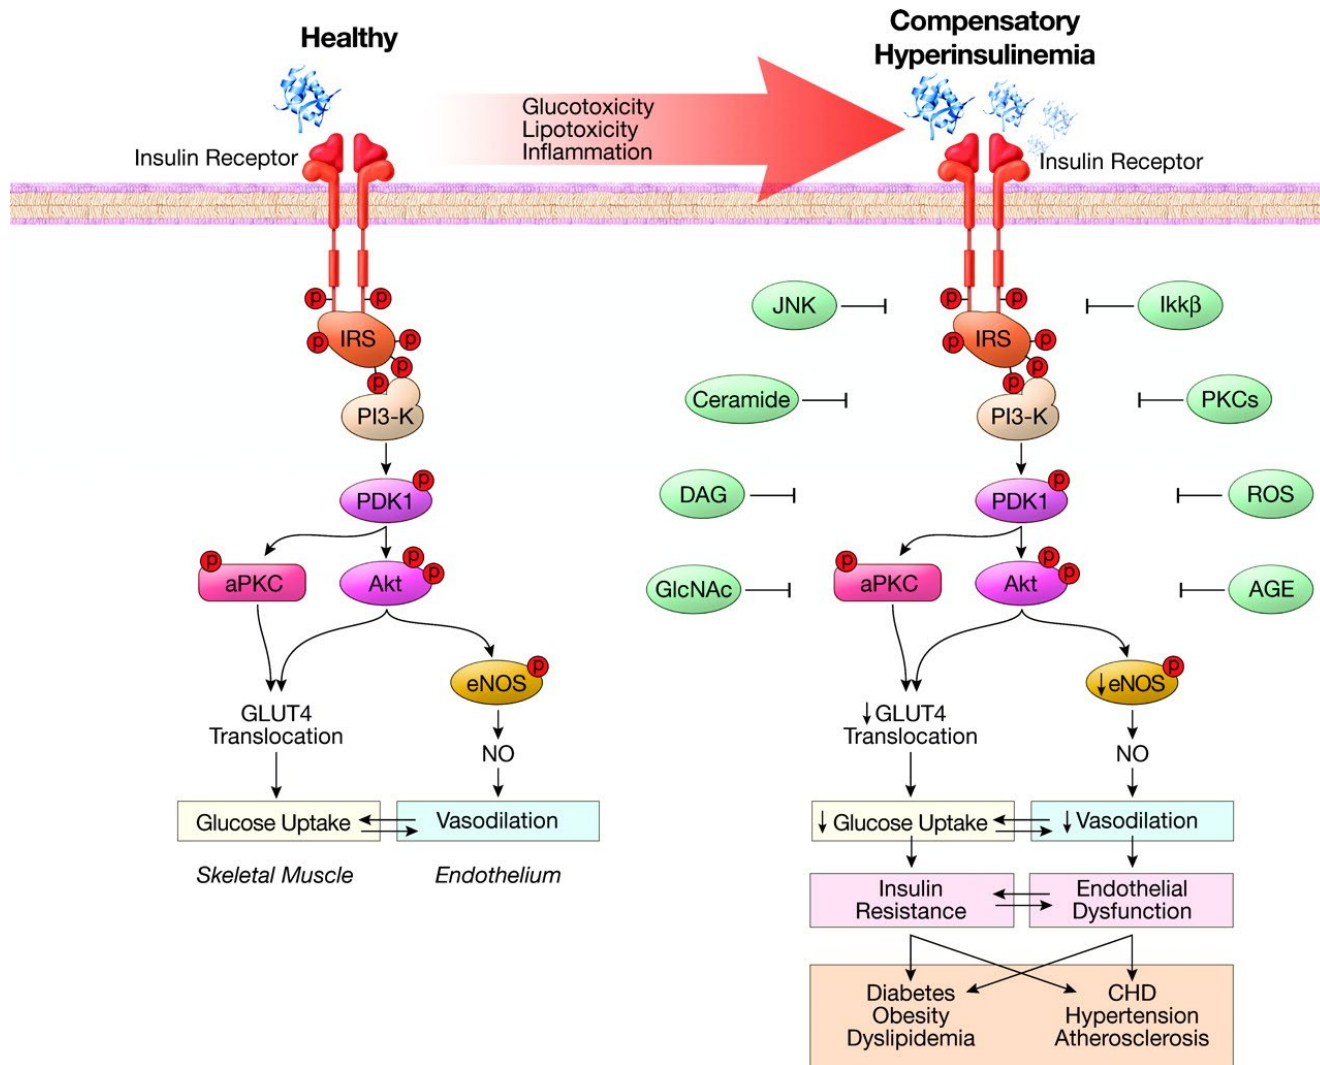 Healthy
Compensatory
Hyperinsulinemia
Glucotoxicity
Lipotoxicity
Inflammation
Insulin Receptor
Insulin Receptor
p
p
p
IRS
p
p
p
PI3-K
p
PDK1
p
aPKC
p
p
Akt
GLUT4
Translocation
p
eNOS
NO
Glucose Uptake
Vasodilation
Skeletal Muscle
Endothelium
JNK
Ikkβ
Ceramide
PKCs
DAG
ROS
GlcNAc
AGE
p
p
p
IRS
p
p
p
PI3-K
p
PDK1
p
aPKC
p
p
Akt
↓GLUT4
Translocation
p
↓eNOS
NO
↓Glucose Uptake
↓Vasodilation
Insulin
Resistance
Endothelial
Dysfunction
Diabetes
Obesity
Dyslipidemia
CHD
Hypertension
Atherosclerosis